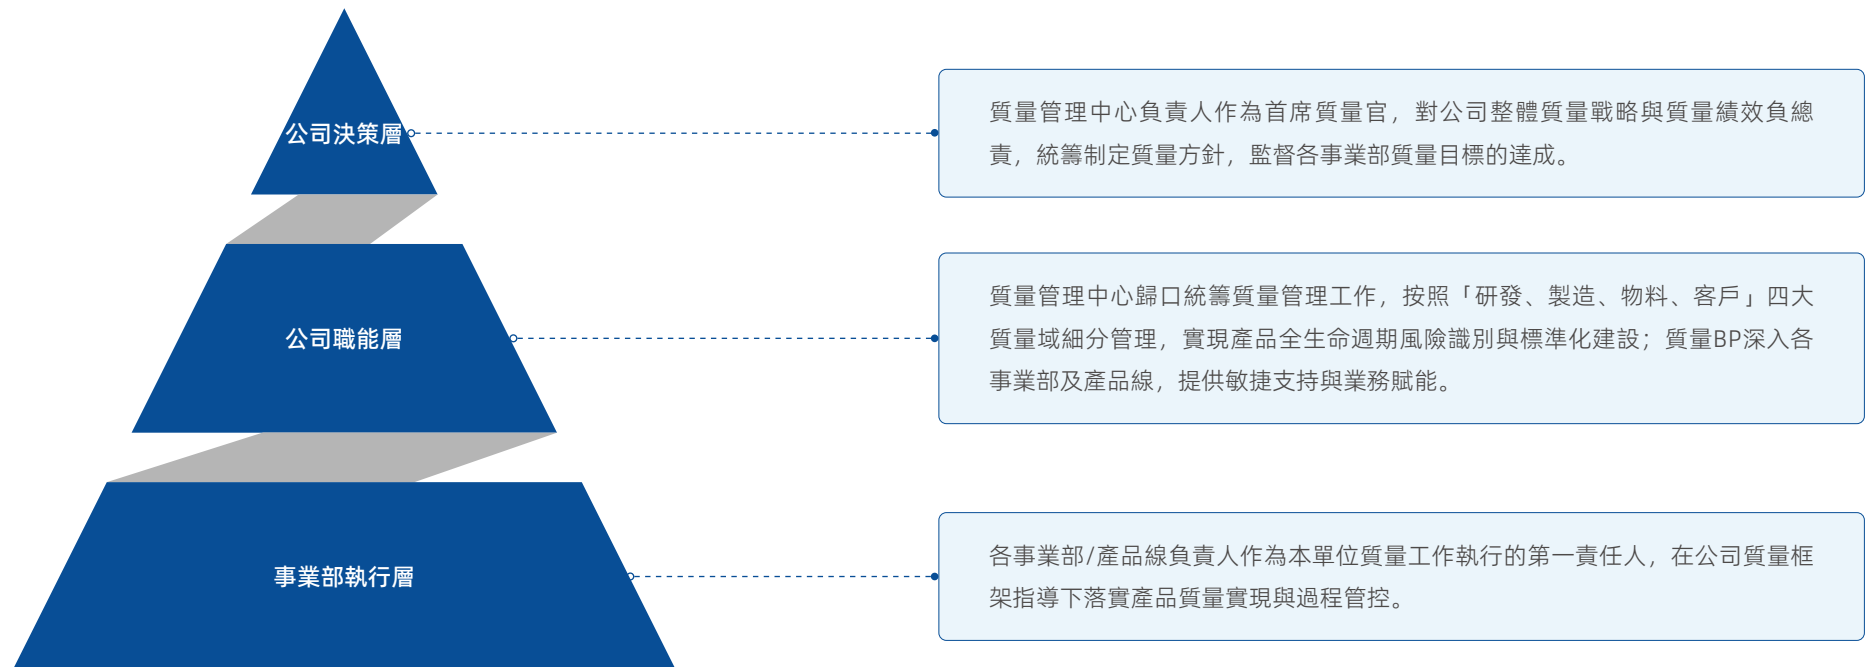 公司決策層
質量管理中心負責人作為首席質量官，對公司整體質量戰略與質量績效負總
責，統籌制定質量方針，監督各事業部質量目標的達成。
公司職能層
質量管理中心歸口統籌質量管理工作，按照「研發、製造、物料、客戶」四大
質量域細分管理，實現產品全生命週期風險識別與標準化建設；質量BP深入各
事業部及產品線，提供敏捷支持與業務賦能。
事業部執行層
各事業部/產品線負責人作為本單位質量工作執行的第一責任人，在公司質量框
架指導下落實產品質量實現與過程管控。